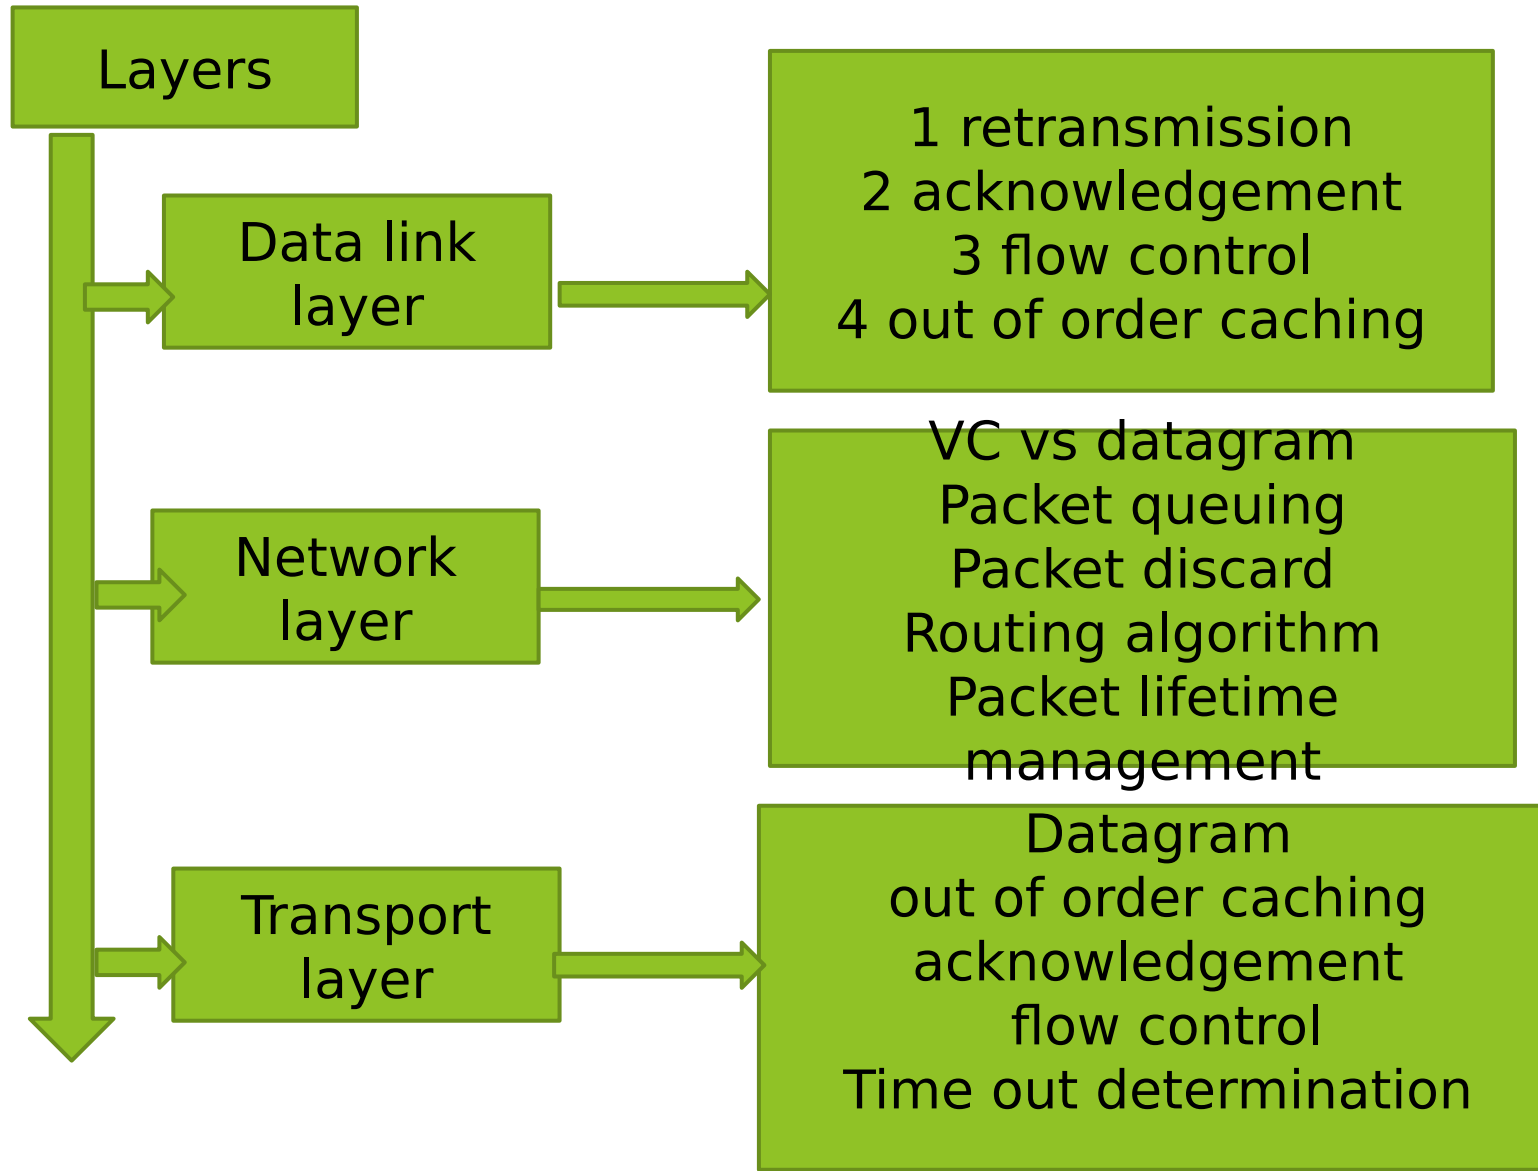 Layers
Data link
layer
1 retransmission
2 acknowledgement
3 flow control
4 out of order caching
Network
layer
VC vs datagram
Packet queuing
Packet discard
Routing algorithm
Packet lifetime
management
Transport
layer
Datagram
out of order caching
acknowledgement
flow control
Time out determination